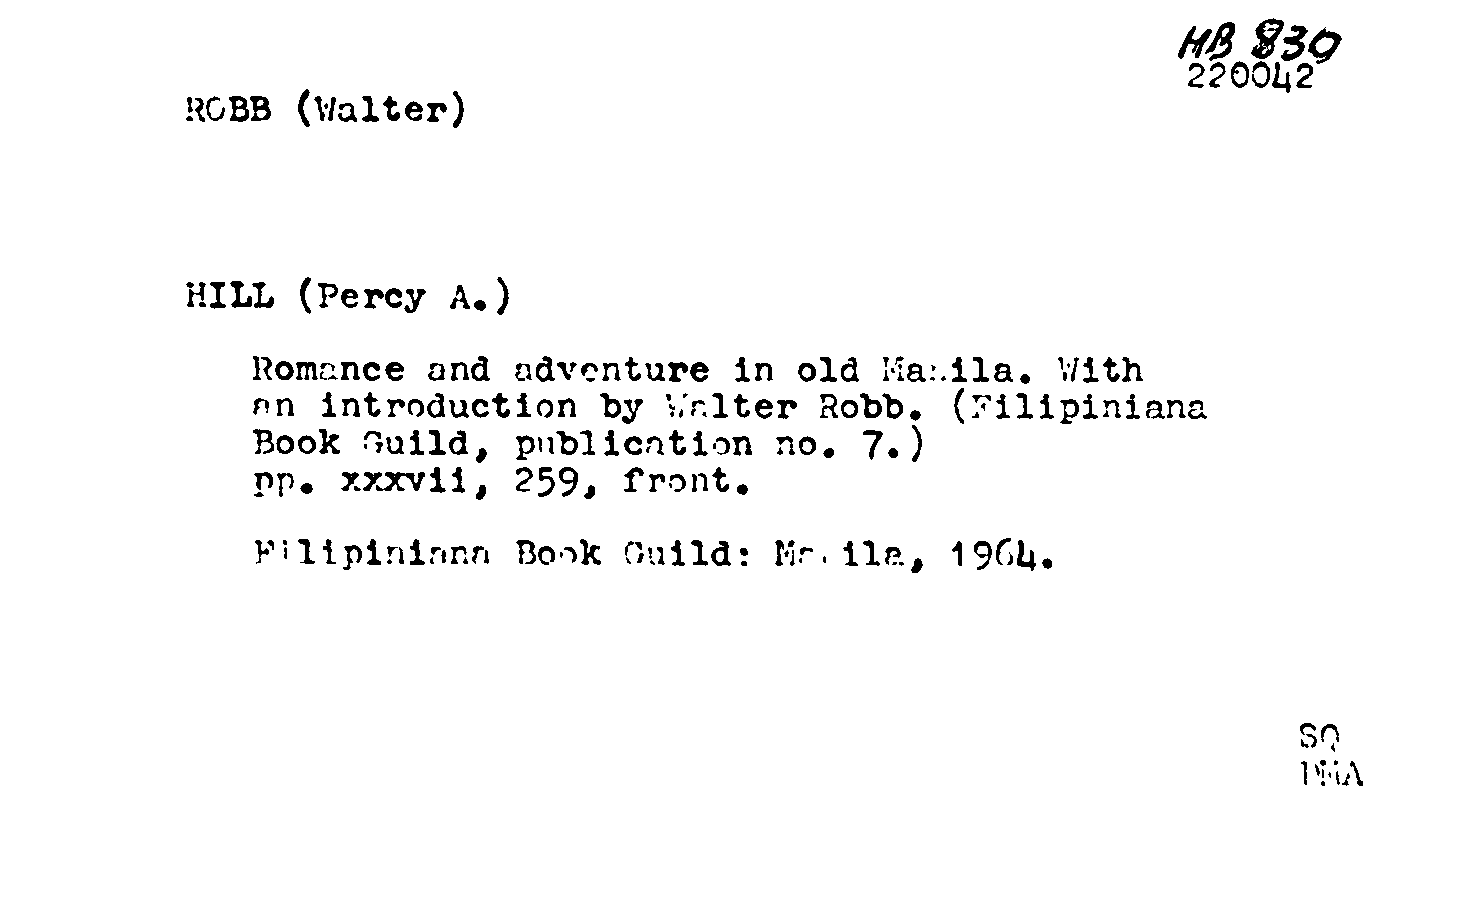 HB 830
220042
ROBB (Walter)
HILL (Percy A.)
Romance and adventure in old Manila. With
an introduction by Walter Robb. (Filipiniana
Book Guild, publication no. 7.)
pp. xxxvii, 259, front.
Filipiniana Book Guild: Manila, 1964.
SQ
DMA